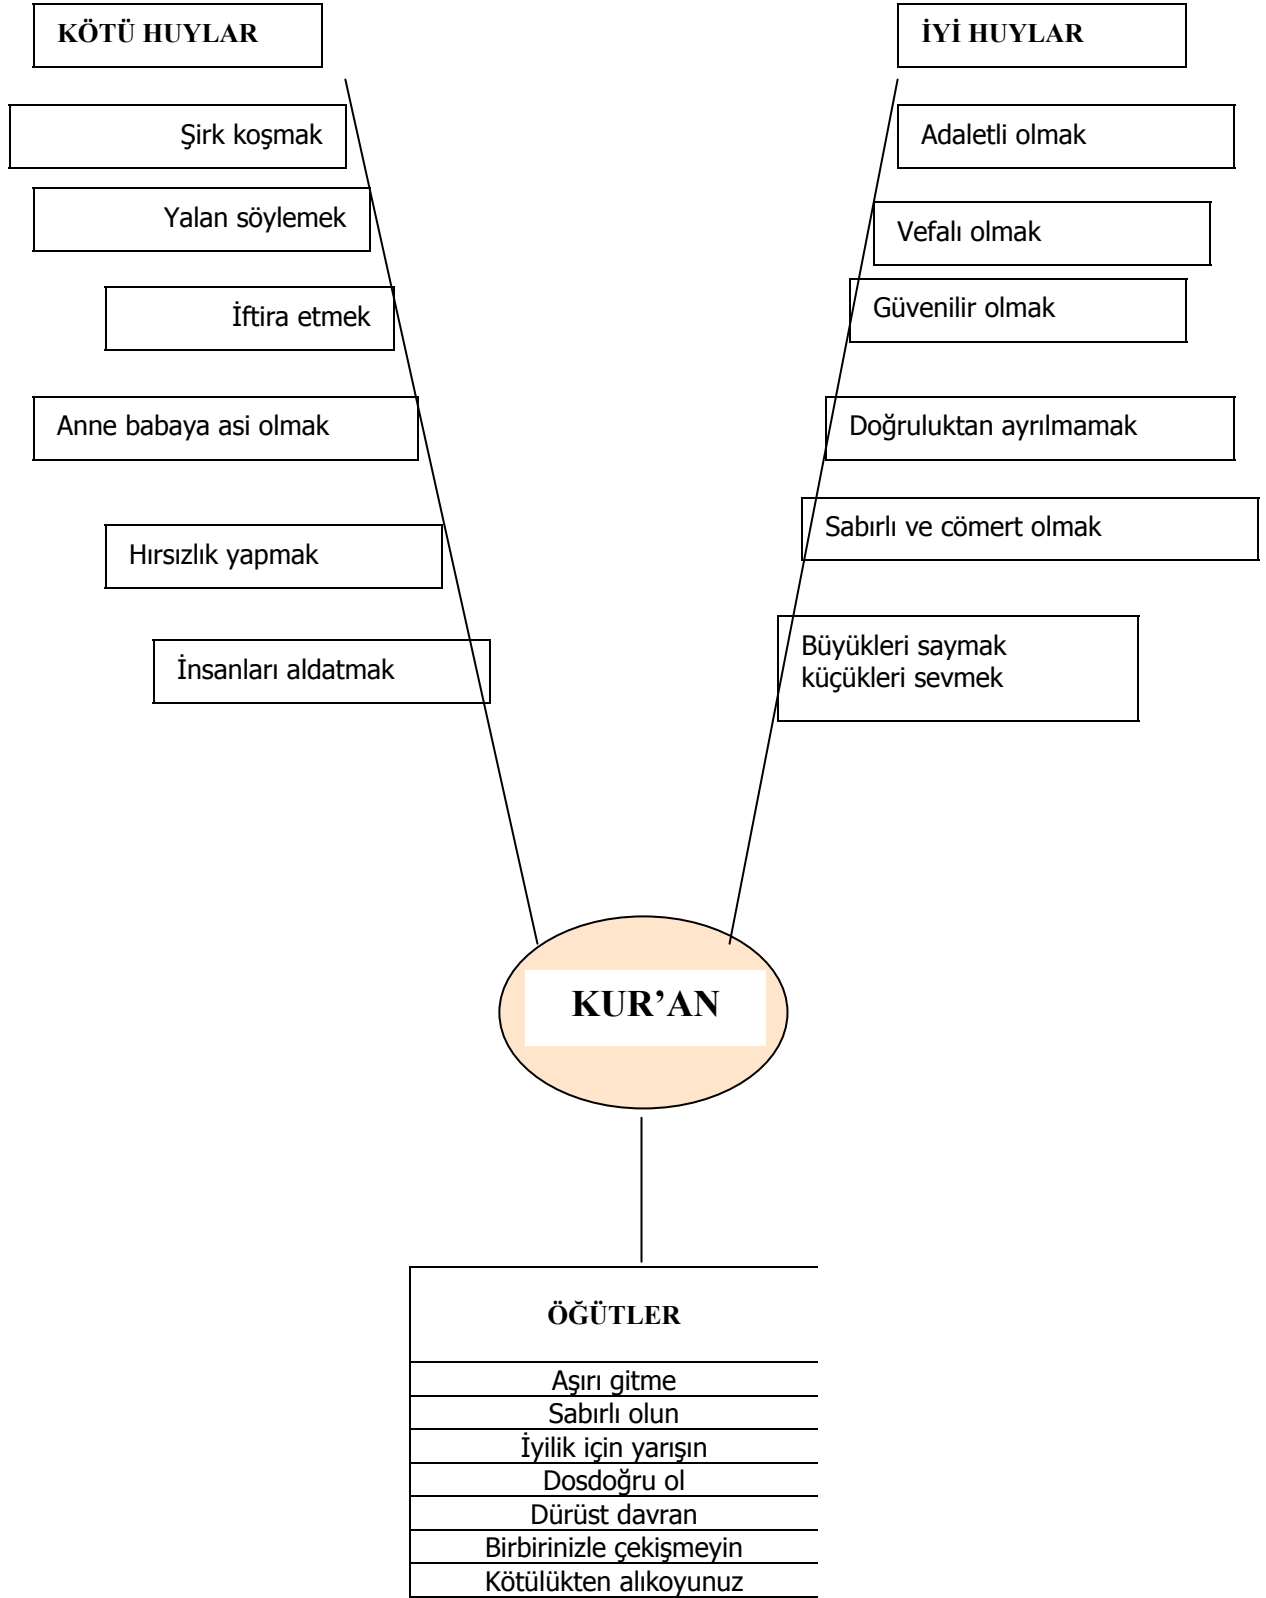 KÖTÜ HUYLAR
Şirk koşmak
Yalan söylemek
İftira etmek
Anne babaya asi olmak
Hırsızlık yapmak
İnsanları aldatmak
İYİ HUYLAR
Adaletli olmak
Vefalı olmak
Güvenilir olmak
Doğruluktan ayrılmamak
Sabırlı ve cömert olmak
Büyükleri saymak
küçükleri sevmek
KUR’AN
ÖĞÜTLER
Aşırı gitme
Sabırlı olun
İyilik için yarışın
Dosdoğru ol
Dürüst davran
Birbirinizle çekişmeyin
Kötülükten alıkoyunuz